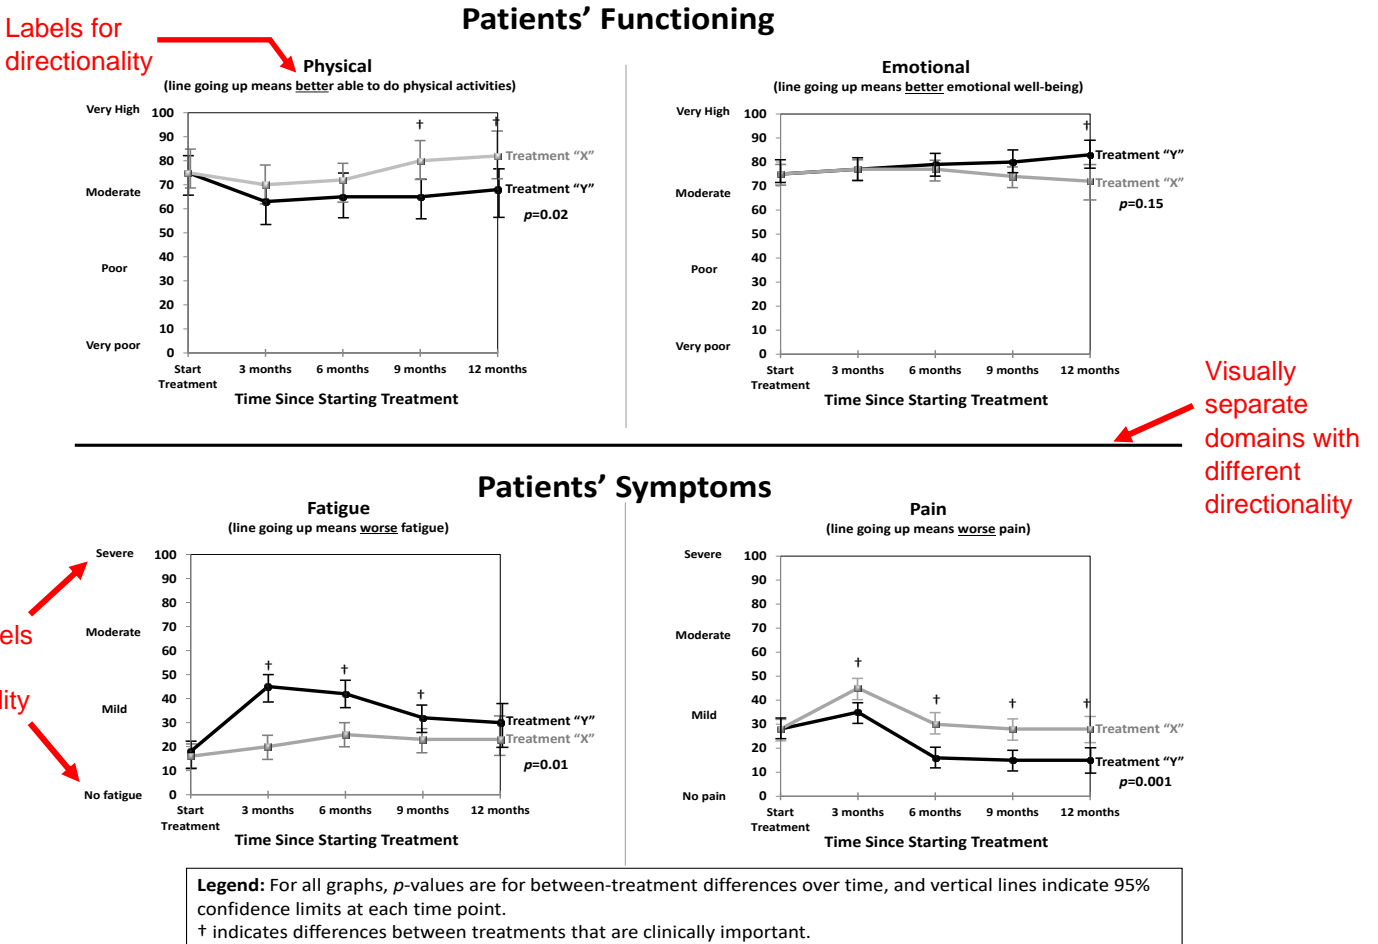 Patients' Functioning
Labels for
directionality
Physical
(line going up means better able to do physical activities)
Very High
Moderate
Poor
Very poor
100
90
80
70
60
50
40
30
20
10
0
†
†
Treatment “X”
Treatment “Y”
p=0.02
Start
Treatment
3 months
6 months
9 months
12 months
Time Since Starting Treatment
Emotional
(line going up means better emotional well-being)
Very High
Moderate
Poor
Very poor
100
90
80
70
60
50
40
30
20
10
0
†
Treatment “Y”
Treatment “X”
p=0.15
Start
Treatment
3 months
6 months
9 months
12 months
Time Since Starting Treatment
Visually
separate
domains with
different
directionality
Patients' Symptoms
Fatigue
(line going up means worse fatigue)
Severe
Moderate
Mild
No fatigue
els
lity
100
90
80
70
60
50
40
30
20
10
0
†
†
†
Treatment “Y”
Treatment “X”
p=0.01
Start
Treatment
3 months
6 months
9 months
12 months
Time Since Starting Treatment
Pain
(line going up means worse pain)
Severe
Moderate
Mild
No pain
100
90
80
70
60
50
40
30
20
10
0
†
†
†
†
Treatment “X”
Treatment “Y”
p=0.001
Start
Treatment
3 months
6 months
9 months
12 months
Time Since Starting Treatment
Legend: For all graphs, p-values are for between-treatment differences over time, and vertical lines indicate 95%
confidence limits at each time point.
† indicates differences between treatments that are clinically important.